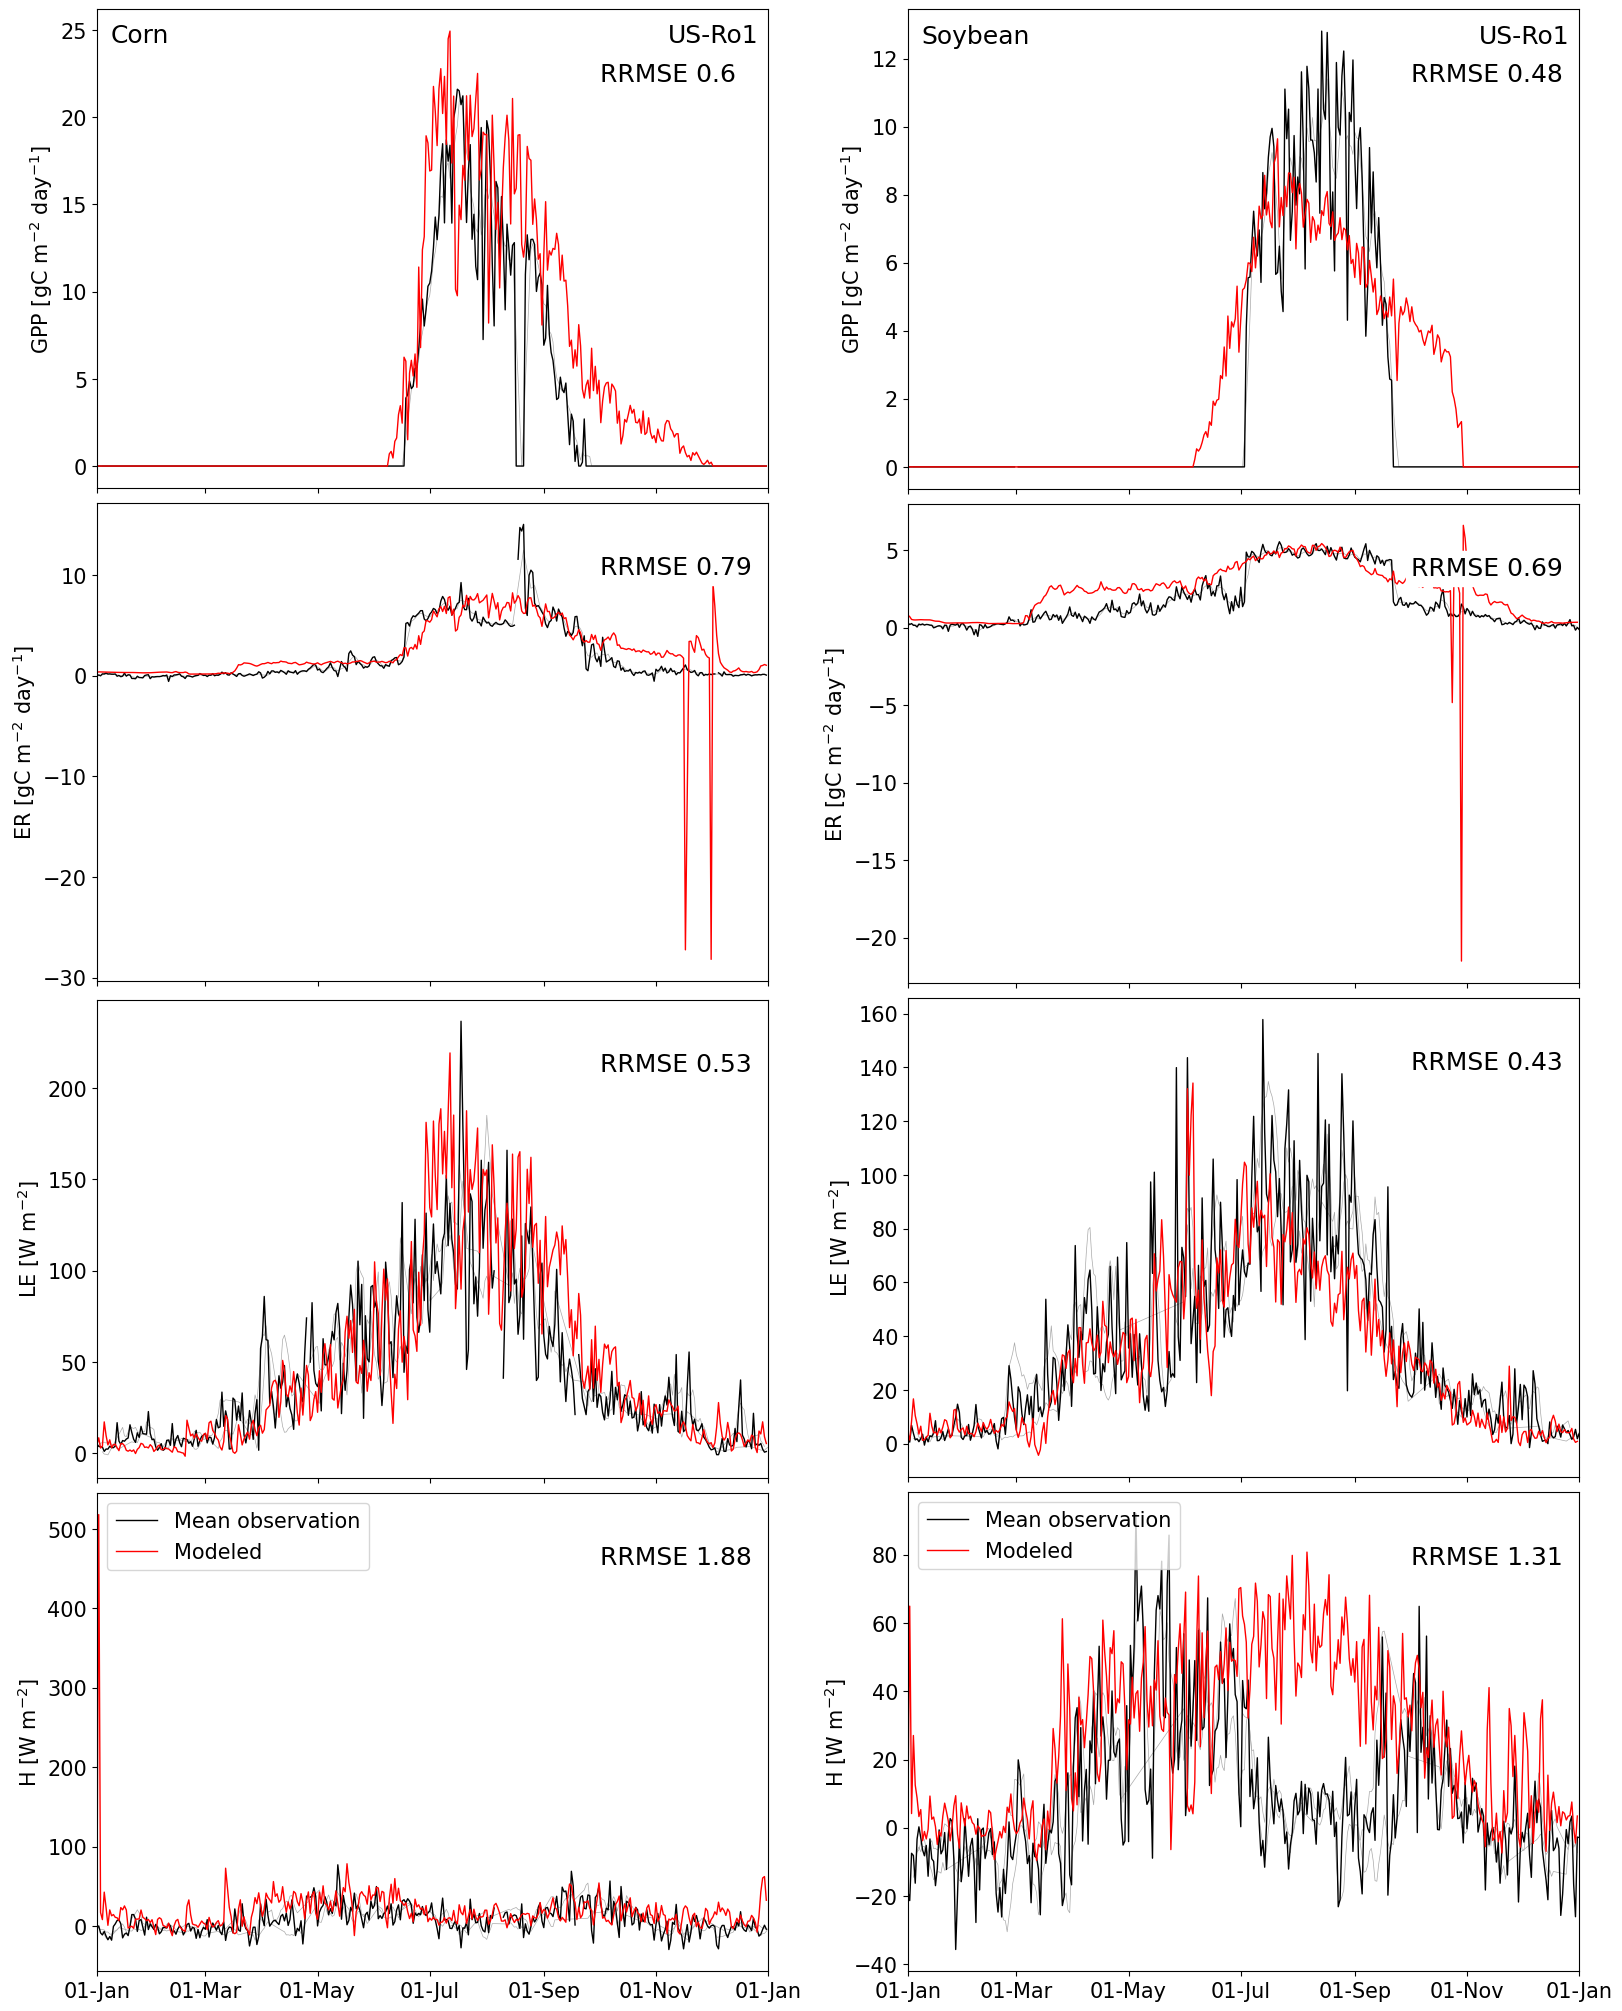 Corn US-Ro1
RRMSE 0.6
GPP [gC m⁻² day⁻¹]
25
20
15
10
5
0
Soybean US-Ro1
RRMSE 0.48
GPP [gC m⁻² day⁻¹]
12
10
8
6
4
2
0
RRMSE 0.79
ER [gC m⁻² day⁻¹]
10
0
−10
−20
−30
RRMSE 0.69
ER [gC m⁻² day⁻¹]
5
0
−5
−10
−15
−20
RRMSE 0.53
LE [W m⁻²]
200
150
100
50
0
RRMSE 0.43
LE [W m⁻²]
160
140
120
100
80
60
40
20
0
Mean observation
Modeled
RRMSE 1.88
H [W m⁻²]
500
400
300
200
100
0
01-Jan 01-Mar 01-May 01-Jul 01-Sep 01-Nov 01-Jan
Mean observation
Modeled
RRMSE 1.31
H [W m⁻²]
80
60
40
20
0
−20
−40
01-Jan 01-Mar 01-May 01-Jul 01-Sep 01-Nov 01-Jan